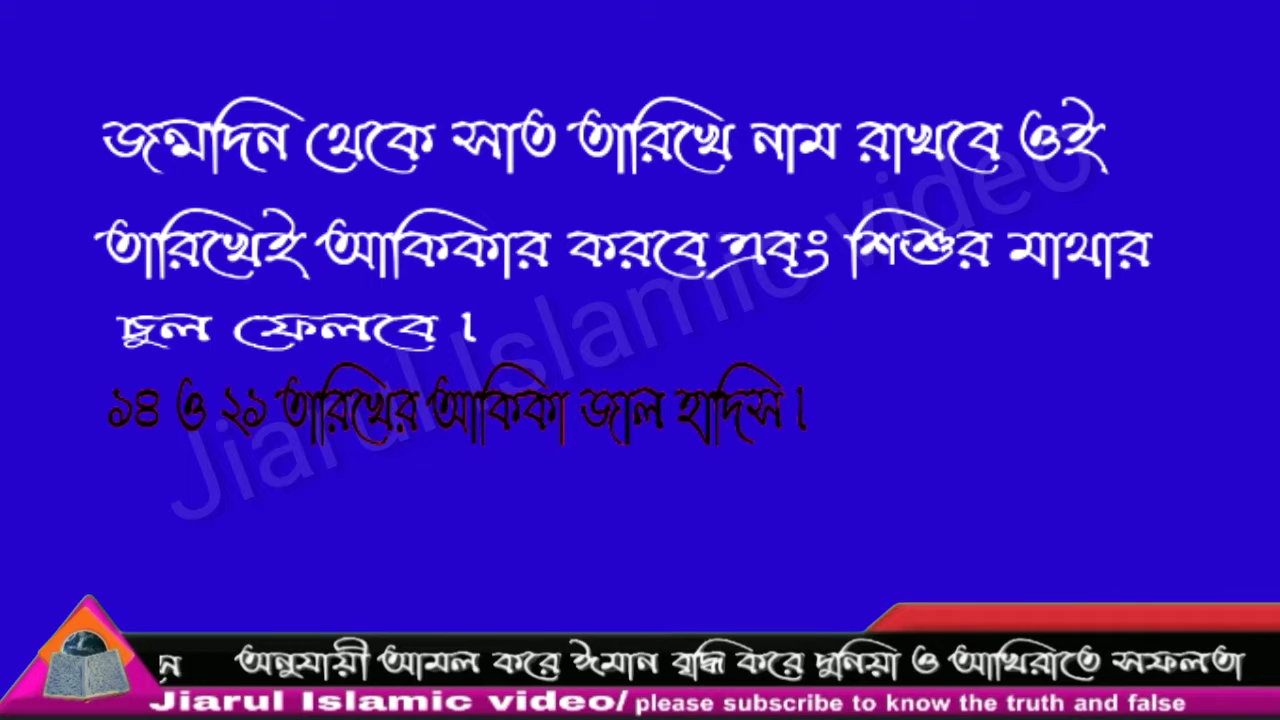 জন্মদিন থেকে সাত তারিখে নাম রাখবে ওই
তারিখেই আকিকার করবে এবং শিশুর মাথার
চুল ফেলবে ।
১৪ ও ২১ তারিখের আকিকা জাল হাদিস ।
Jiarul Islamic video
ন অনুযায়ী আমল করে ঈমান বৃদ্ধি করে দুনিয়া ও আখিরাতে সফলতা
Jiarul Islamic video/ please subscribe to know the truth and false